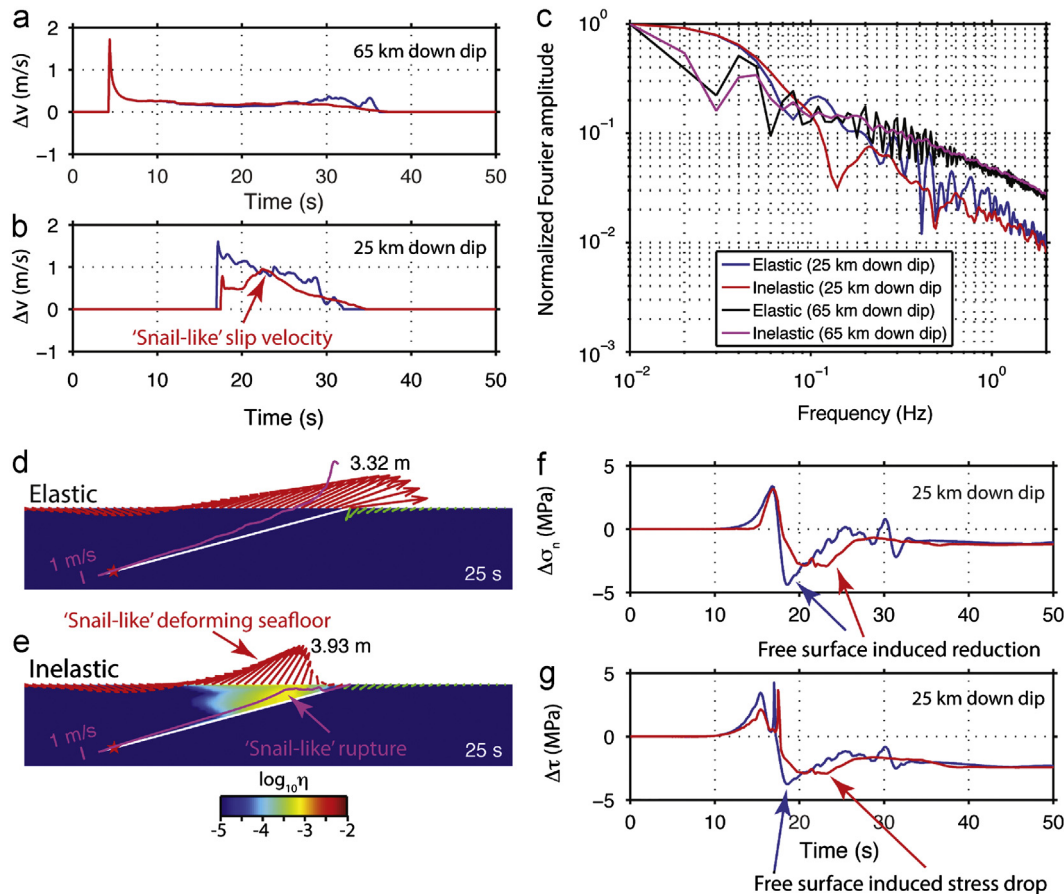 a
2
1
0
−1
Δv (m/s)
65 km down dip
0 10 20 30 40 50
Time (s)
b
2
1
0
−1
Δv (m/s)
25 km down dip
'Snail-like' slip velocity
0 10 20 30 40 50
Time (s)
c
10⁰
10⁻¹
10⁻²
10⁻³
Normalized Fourier amplitude
Elastic (25 km down dip)
Inelastic (25 km down dip)
Elastic (65 km down dip)
Inelastic (65 km down dip)
10⁻² 10⁻¹ 10⁰
Frequency (Hz)
d
3.32 m
Elastic
1 m/s
25 s
'Snail-like' deforming seafloor
e
3.93 m
Inelastic
1 m/s
'Snail-like' rupture
25 s
log₁₀η
-5 -4 -3 -2
f
5
0
−5
Δσₙ (MPa)
25 km down dip
0 10 20 30 40 50
Free surface induced reduction
g
5
0
−5
Δτ (MPa)
25 km down dip
0 10 20 30 40 50
Time (s)
Free surface induced stress drop